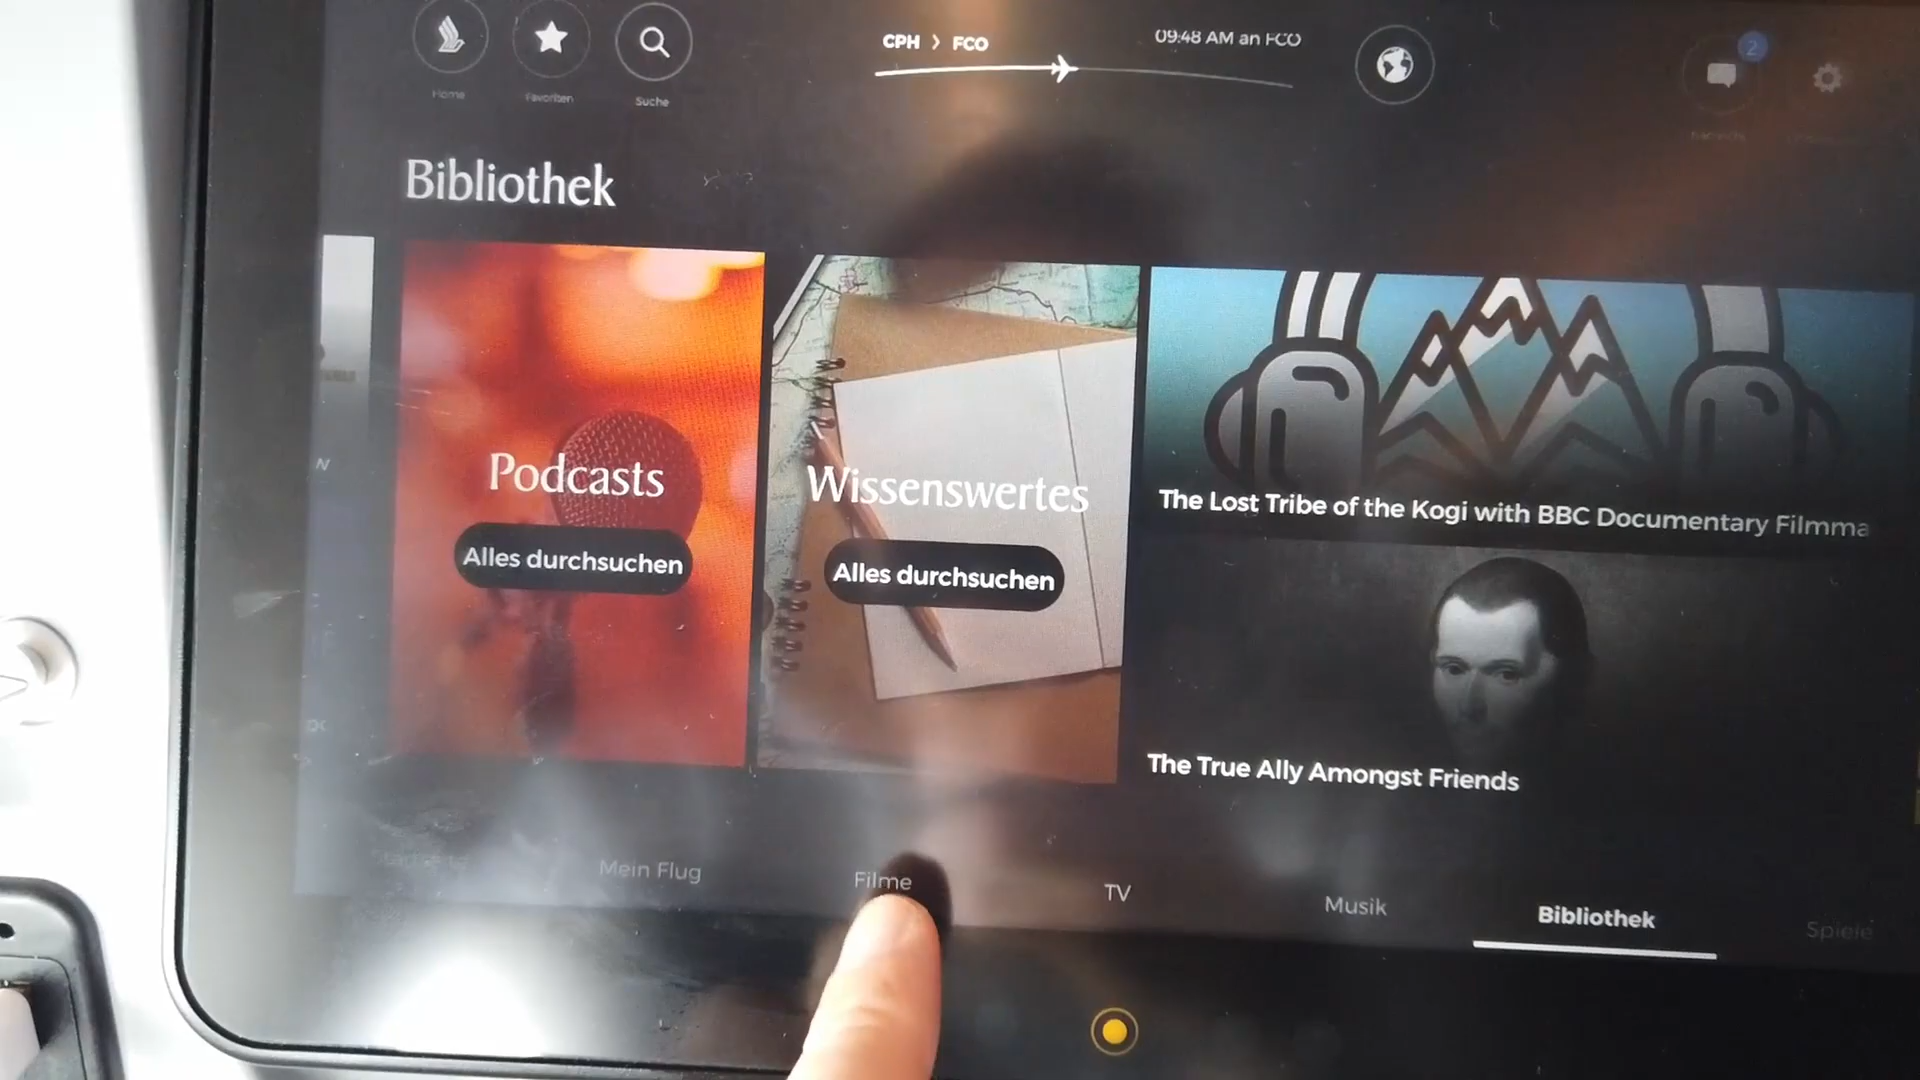 CPH > FCO
09:48 AM an FCO
2
Home
Favoriten
Suche
Bibliothek
Podcasts
Alles durchsuchen
Wissenswertes
Alles durchsuchen
The Lost Tribe of the Kogi with BBC Documentary Filmma
The True Ally Amongst Friends
Mein Flug
Filme
TV
Musik
Bibliothek
Spiele